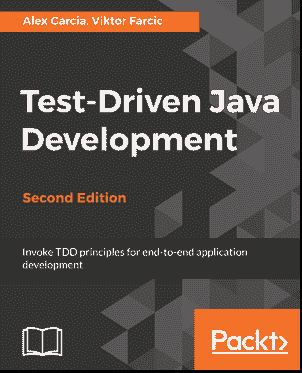 Alex Garcia, Viktor Farcic
Test-Driven Java
Development
Second Edition
Invoke TDD principles for end-to-end application
development
Packt>